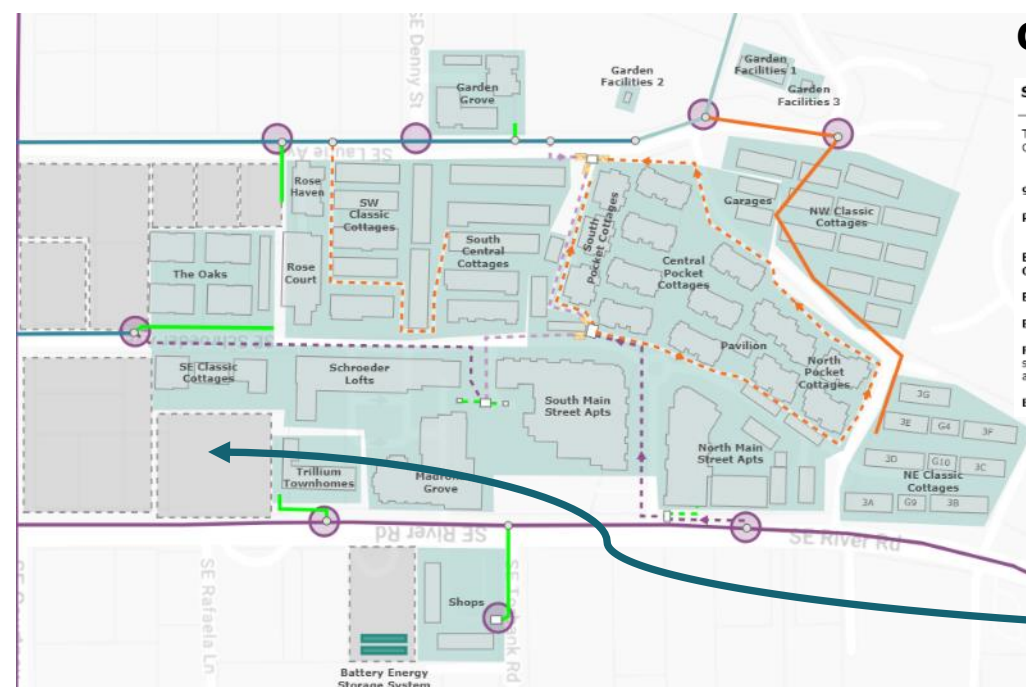 SE Denny St
Garden
Grove
Garden
Facilities 2
Garden
Facilities 1
Garden
Facilities 3
SE Laurie Av
Rose
Haven
SW
Classic
Cottages
South
Central
Cottages
South
Pocket Cottages
Garages
NW Classic
Cottages
The Oaks
Rose
Court
Central
Pocket
Cottages
Pavilion
North
Pocket
Cottages
SE Classic
Cottages
Schroeder
Lofts
South Main
Street Apts
North Main
Street Apts
3G
3E
G4
3F
3D
G10
3C
NE Classic
Cottages
3A
G9
3B
Trillium
Townhomes
Grove
SE River Rd
SE River Rd
SE Rafaela Ln
Shops
Battery Energy
Storage System